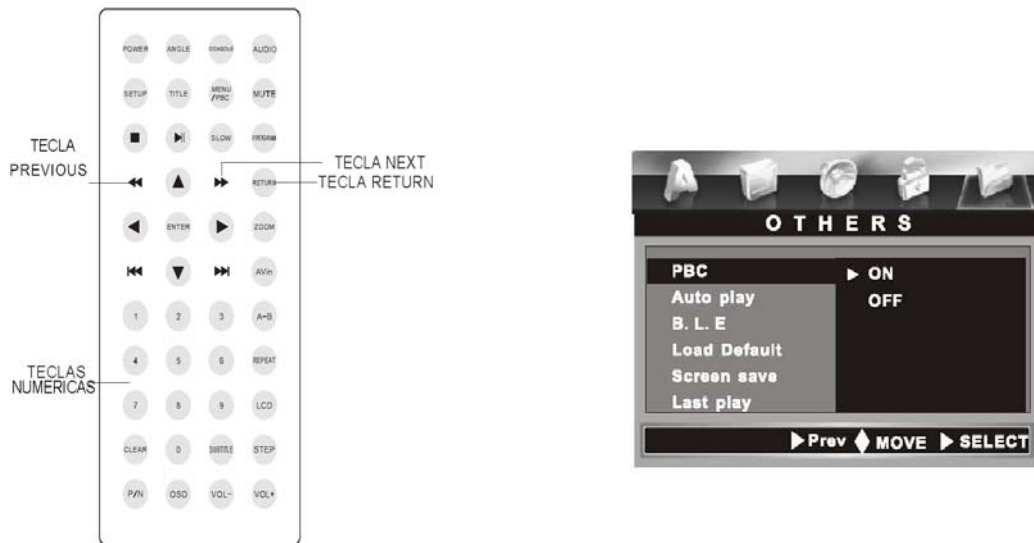 POWER ANGLE CONSOLE AUDIO
SETUP TITLE MENU /PBC MUTE
SLOW PROGRAM
TECLA PREVIOUS
TECLA NEXT
RETURN
TECLA RETURN
ENTER ZOOM
AVin
1 2 3 A-B
4 5 6 REPEAT
TECLAS NUMERICAS
7 8 9 LCD
CLEAR 0 SUBTITLE STEP
P/N OSD VOL- VOL+
OTHERS
PBC ON
Auto play OFF
B. L. E
Load Default
Screen save
Last play
Prev MOVE SELECT